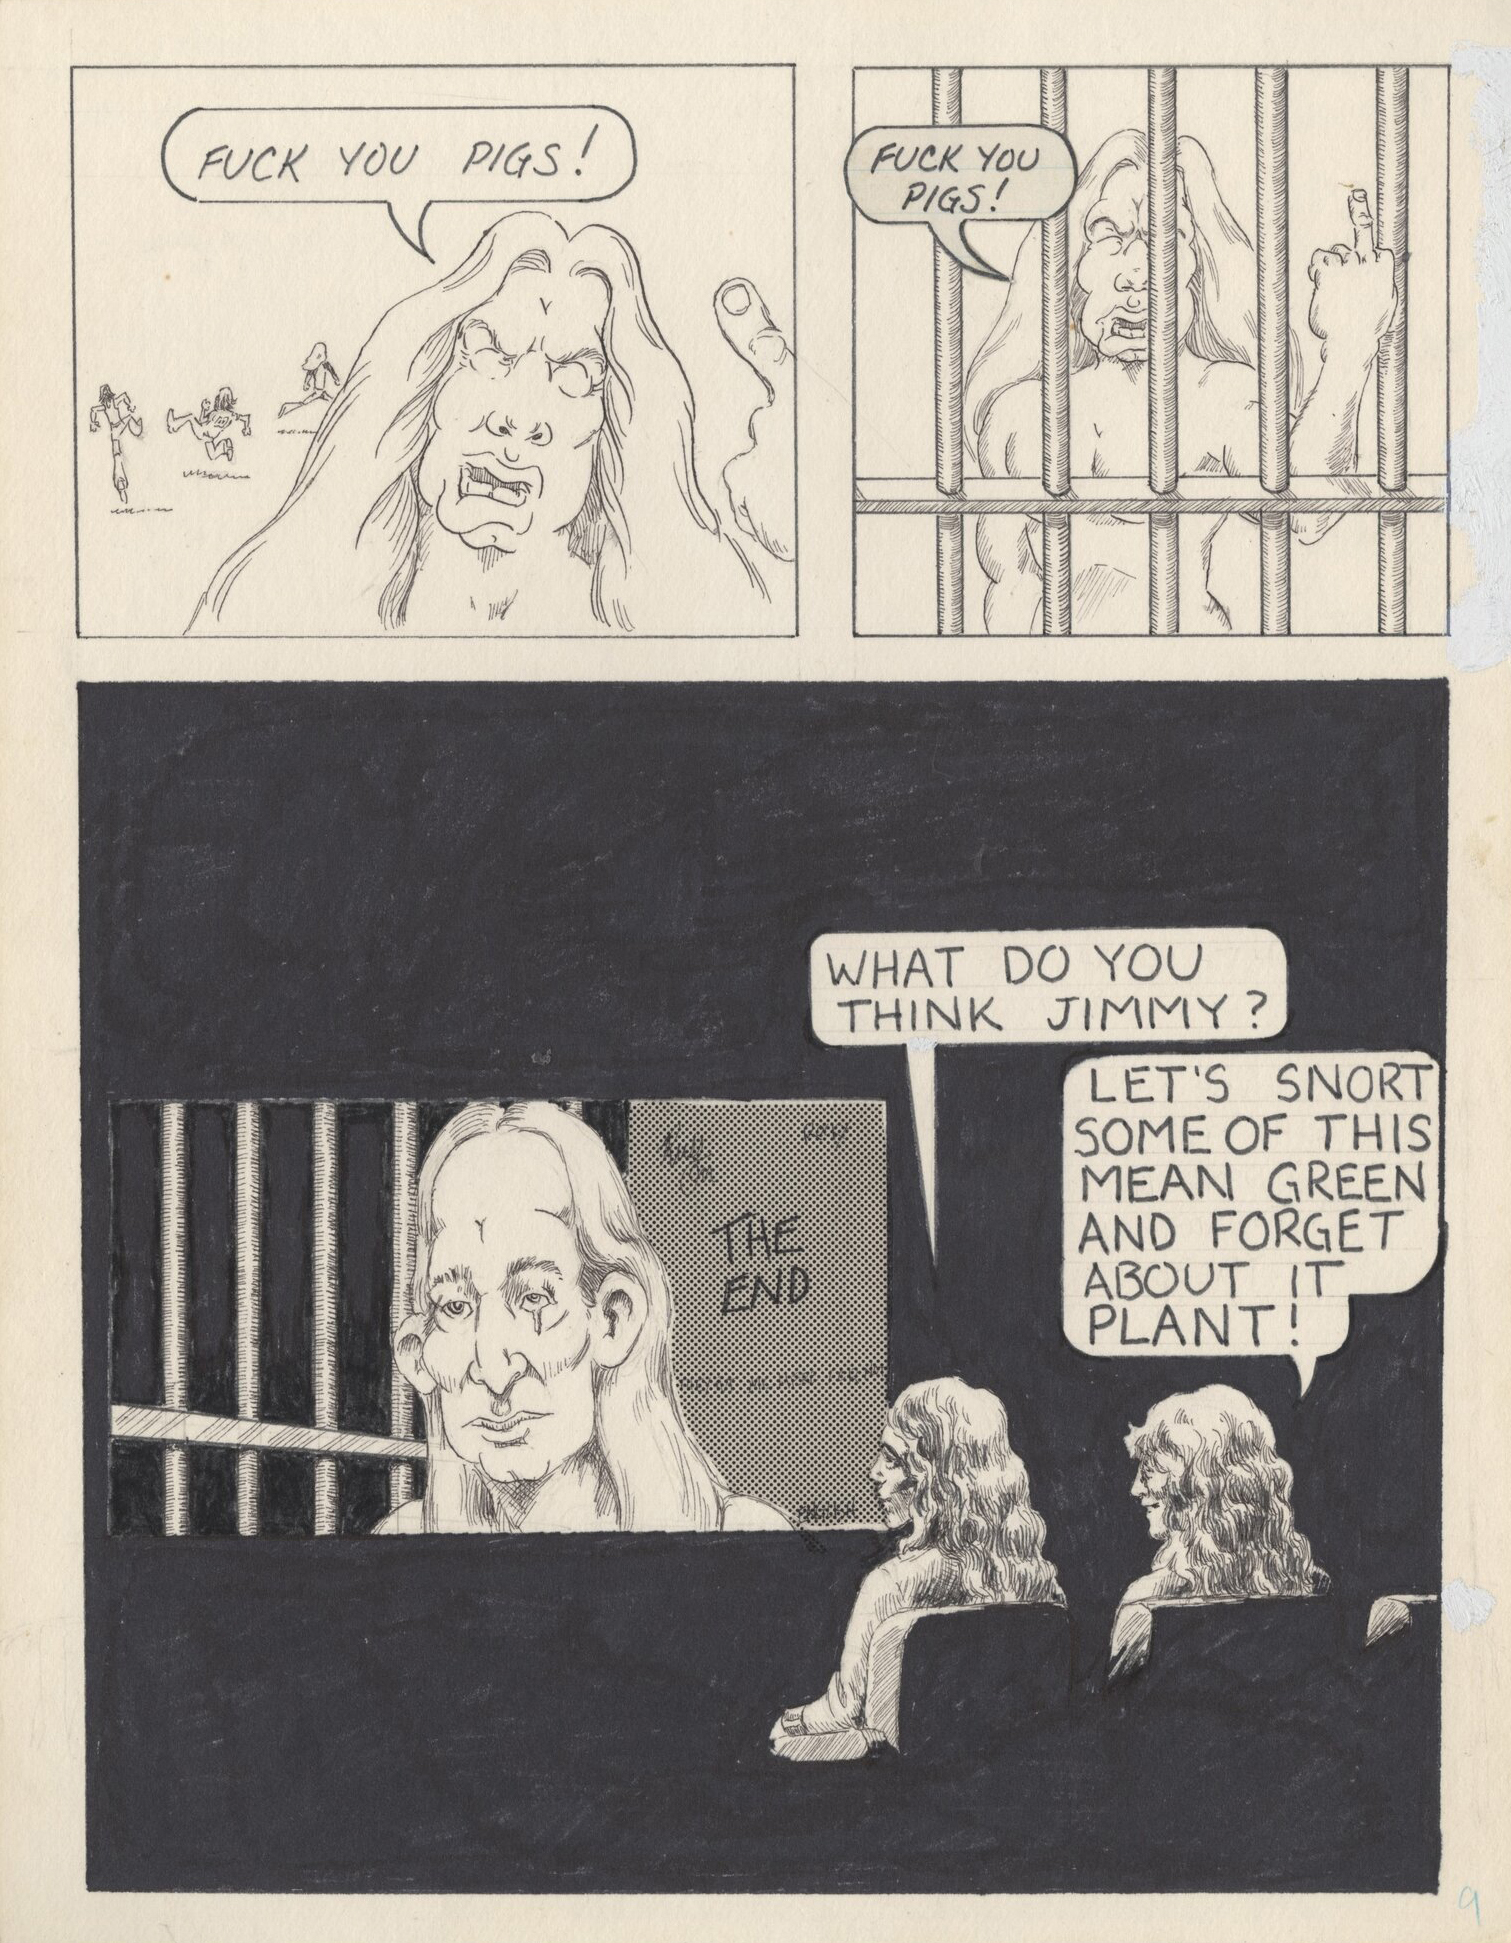 FUCK YOU PIGS!
FUCK YOU
PIGS!
WHAT DO YOU
THINK JIMMY?
LET'S SNORT
SOME OF THIS
MEAN GREEN
AND FORGET
ABOUT IT
PLANT!
THE
END
9